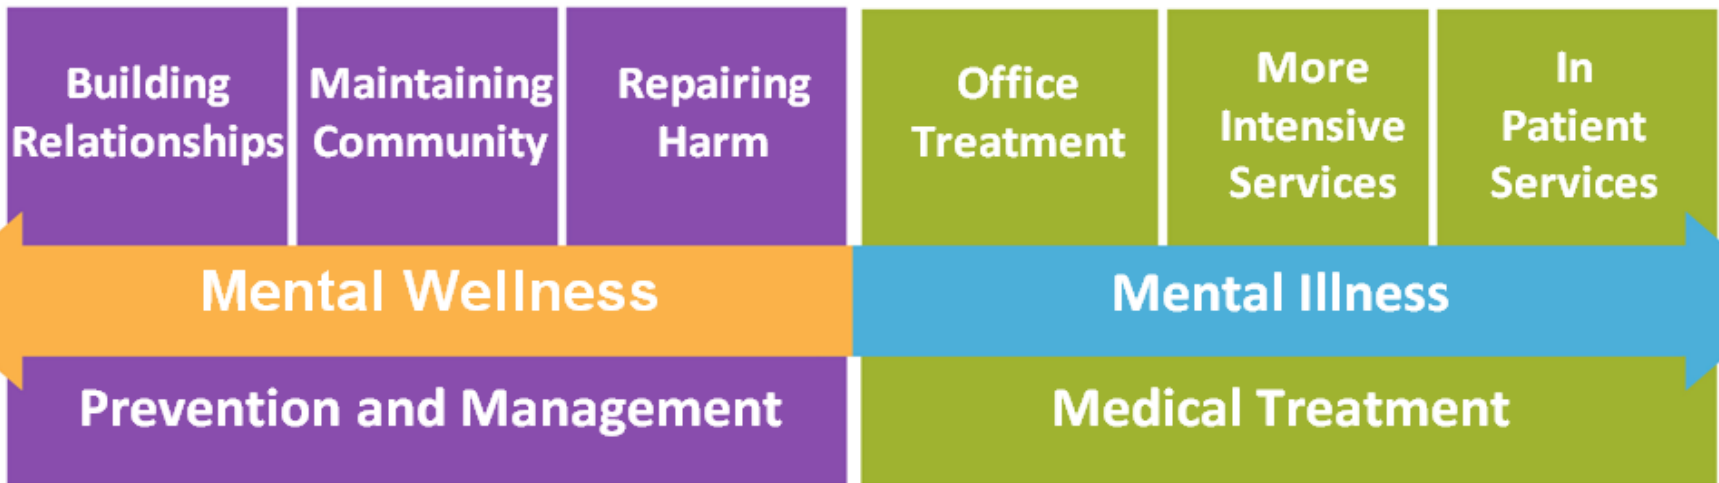 Building
Relationships
Maintaining
Community
Repairing
Harm
Office
Treatment
More
Intensive
Services
In
Patient
Services
Mental Wellness
Mental Illness
Prevention and Management
Medical Treatment